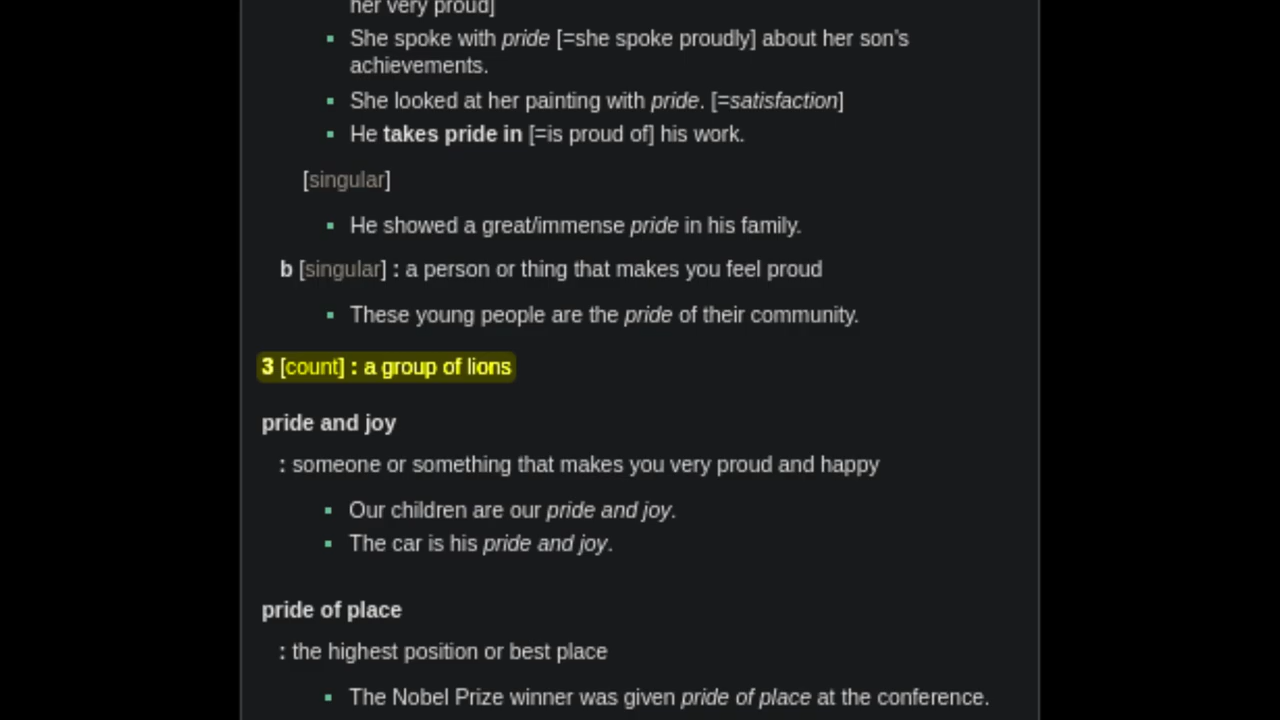 her very proud]
▪ She spoke with pride [=she spoke proudly] about her son's
achievements.
▪ She looked at her painting with pride. [=satisfaction]
▪ He takes pride in [=is proud of] his work.
[singular]
▪ He showed a great/immense pride in his family.
b [singular] : a person or thing that makes you feel proud
▪ These young people are the pride of their community.
3 [count] : a group of lions
pride and joy
: someone or something that makes you very proud and happy
▪ Our children are our pride and joy.
▪ The car is his pride and joy.
pride of place
: the highest position or best place
▪ The Nobel Prize winner was given pride of place at the conference.